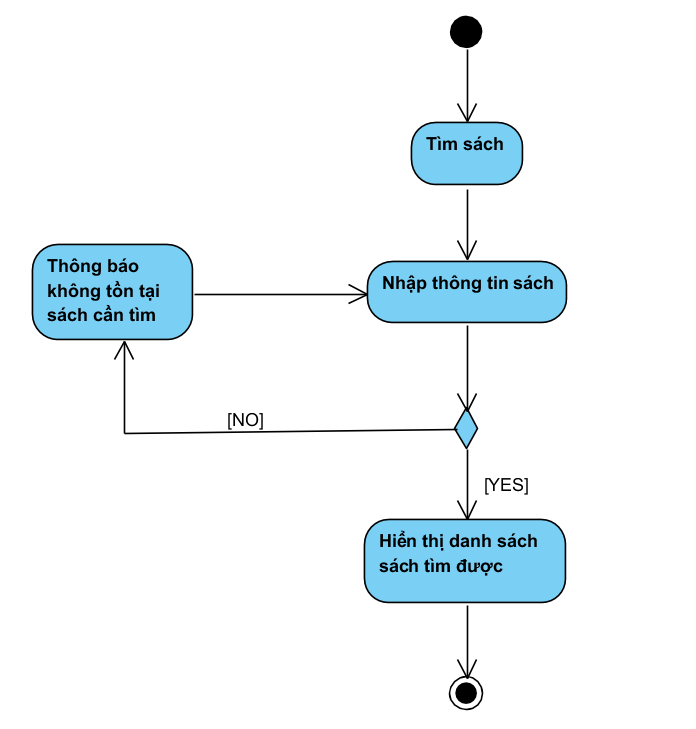 Tìm sách
Thông báo
không tồn tại
sách cần tìm
Nhập thông tin sách
[NO]
[YES]
Hiển thị danh sách
sách tìm được